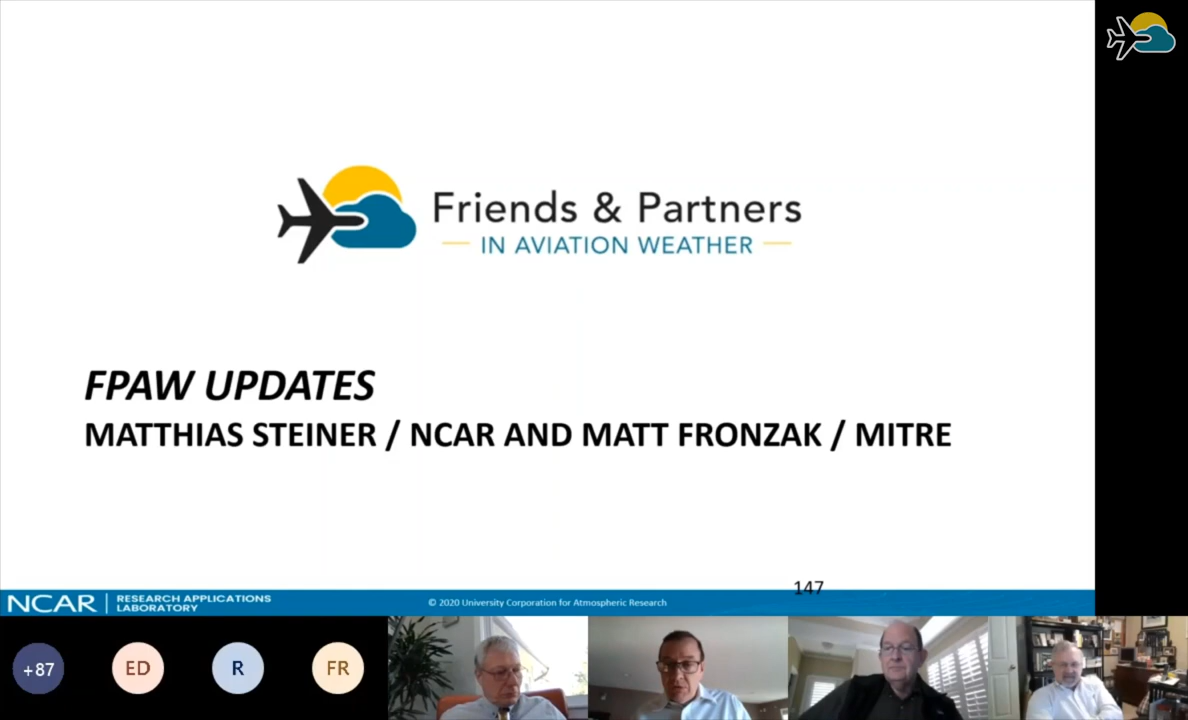 Friends & Partners
IN AVIATION WEATHER
FPAW UPDATES
MATTHIAS STEINER / NCAR AND MATT FRONZAK / MITRE
147
NCAR
RESEARCH APPLICATIONS
LABORATORY
© 2020 University Corporation for Atmospheric Research
+87
ED
R
FR